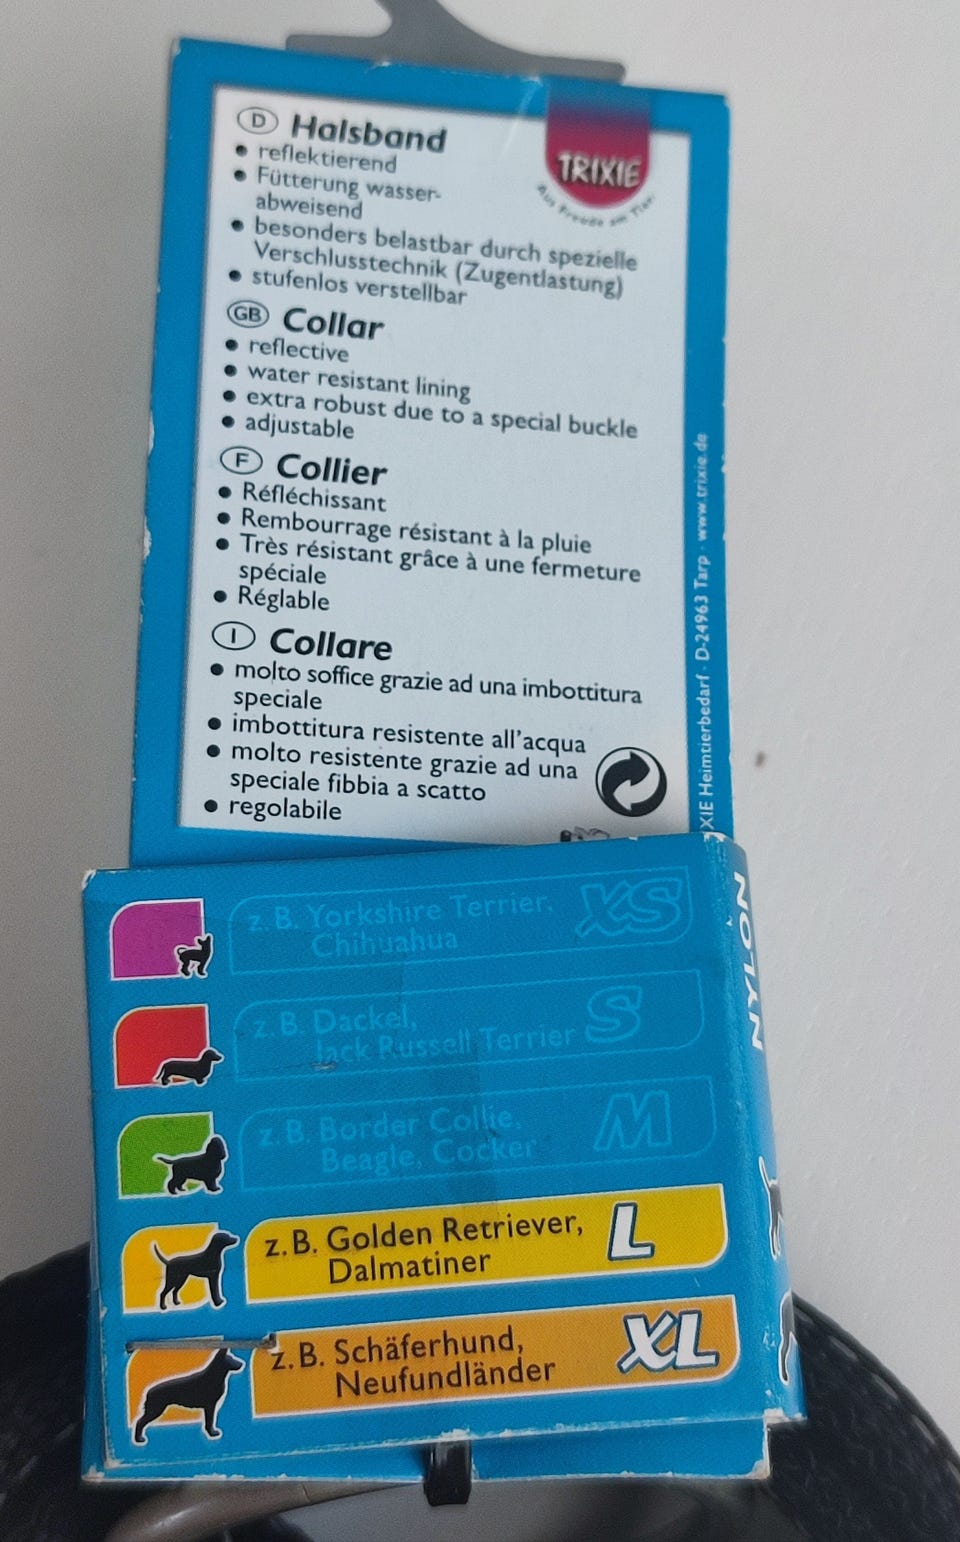 D Halsband
• reflektierend
• Fütterung wasser-
abweisend
• besonders belastbar durch spezielle
Verschlusstechnik (Zugentlastung)
• stufenlos verstellbar
TRIXIE
Aus Freude am Tier.
GB Collar
• reflective
• water resistant lining
• extra robust due to a special buckle
• adjustable
F Collier
• Réfléchissant
• Rembourrage résistant à la pluie
• Très résistant grâce à une fermeture
spéciale
• Réglable
I Collare
• molto soffice grazie ad una imbottitura
speciale
• imbottitura resistente all'acqua
• molto resistente grazie ad una
speciale fibbia a scatto
• regolabile
XIE Heimtierbedarf · D-24963 Tarp · www.trixie.de
z. B. Yorkshire Terrier, XS
Chihuahua
z. B. Dackel, S
Jack Russell Terrier
z. B. Border Collie, M
Beagle, Cocker
z. B. Golden Retriever, L
Dalmatiner
z. B. Schäferhund, XL
Neufundländer
NYLON